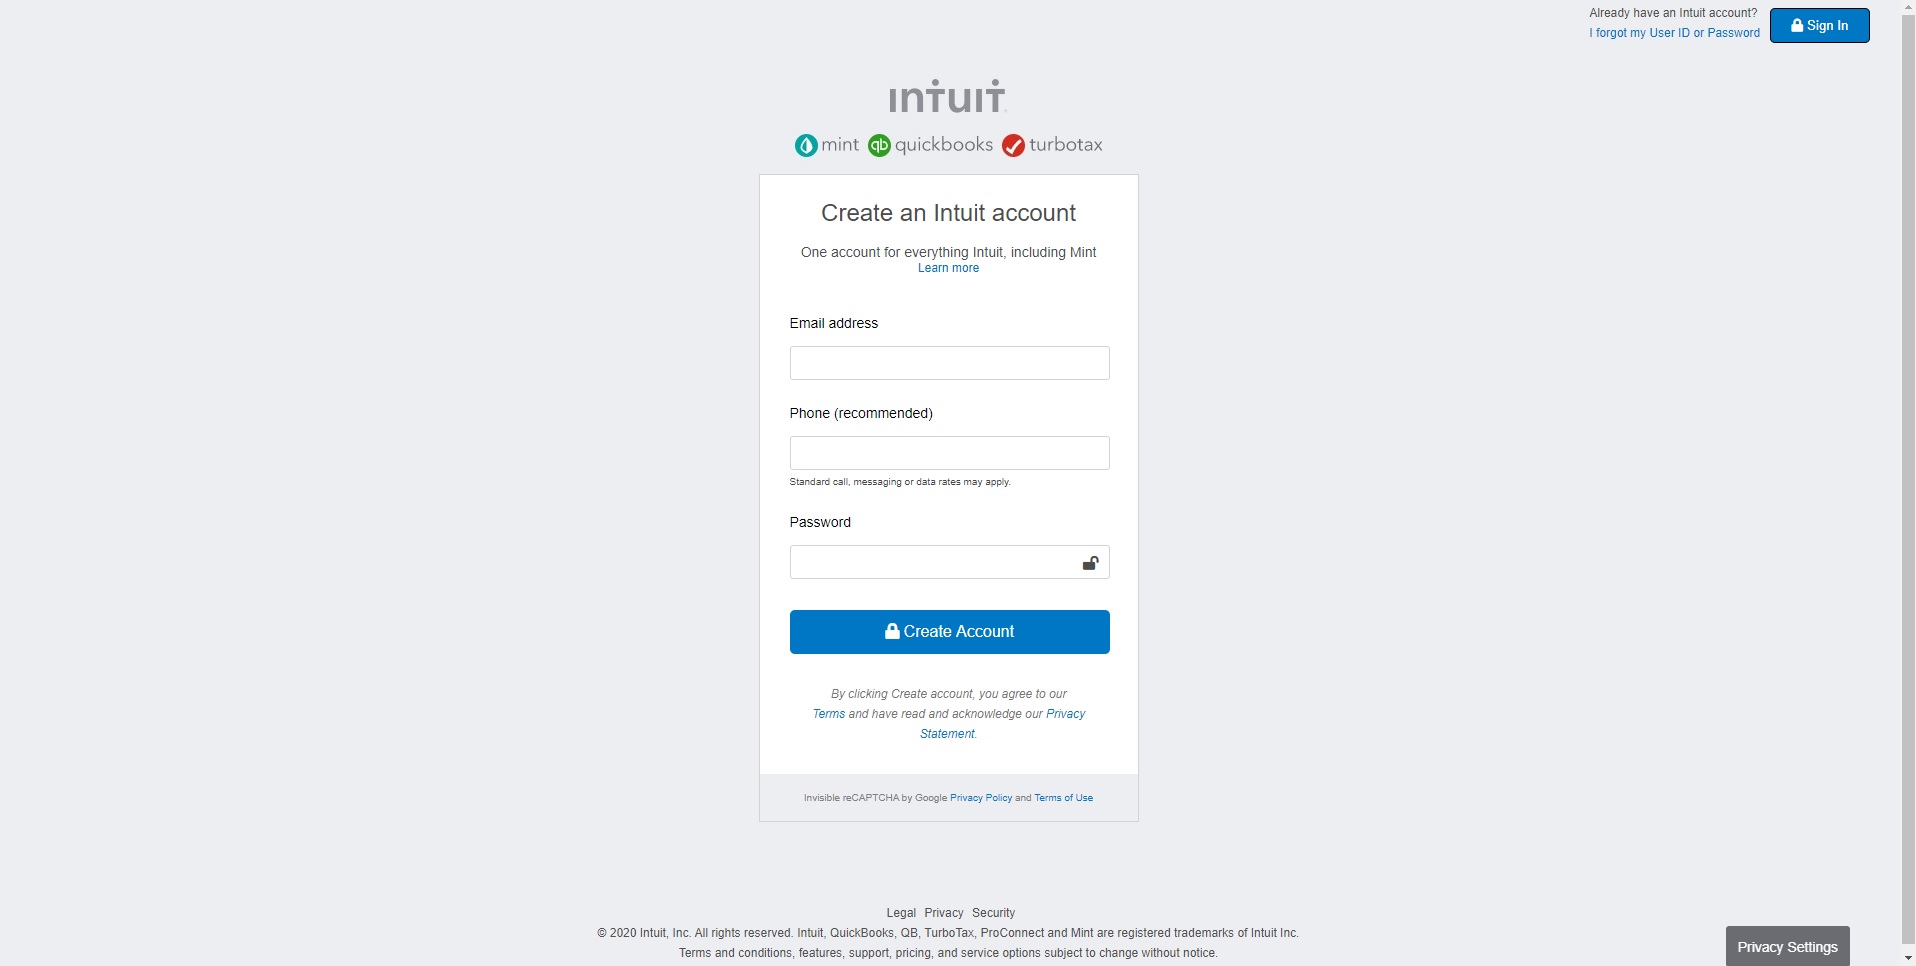 Already have an Intuit account?
I forgot my User ID or Password
Sign In
intuit
mint qb quickbooks turbotax
Create an Intuit account
One account for everything Intuit, including Mint
Learn more
Email address
Phone (recommended)
Standard call, messaging or data rates may apply.
Password
Create Account
By clicking Create account, you agree to our
Terms and have read and acknowledge our Privacy
Statement.
Invisible reCAPTCHA by Google Privacy Policy and Terms of Use
Legal Privacy Security
© 2020 Intuit, Inc. All rights reserved. Intuit, QuickBooks, QB, TurboTax, ProConnect and Mint are registered trademarks of Intuit Inc.
Terms and conditions, features, support, pricing, and service options subject to change without notice.
Privacy Settings